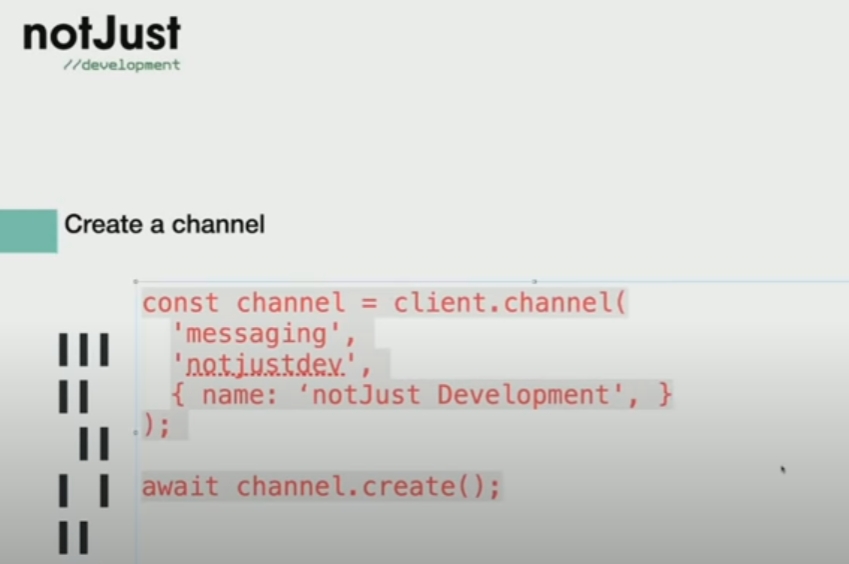 notJust
//development
Create a channel
const channel = client.channel(
'messaging',
'notjustdev',
{ name: ‘notJust Development', }
);
await channel.create();